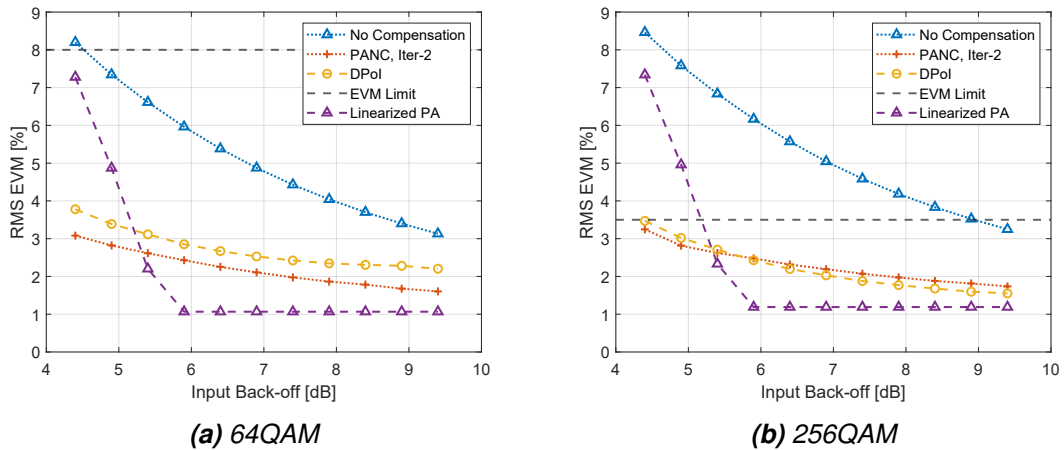 9
8
7
6
5
4
3
2
1
0
RMS EVM [%]
4 5 6 7 8 9 10
Input Back-off [dB]
No Compensation
PANC, Iter-2
DPoI
EVM Limit
Linearized PA
(a) 64QAM
9
8
7
6
5
4
3
2
1
0
RMS EVM [%]
4 5 6 7 8 9 10
Input Back-off [dB]
No Compensation
PANC, Iter-2
DPoI
EVM Limit
Linearized PA
(b) 256QAM